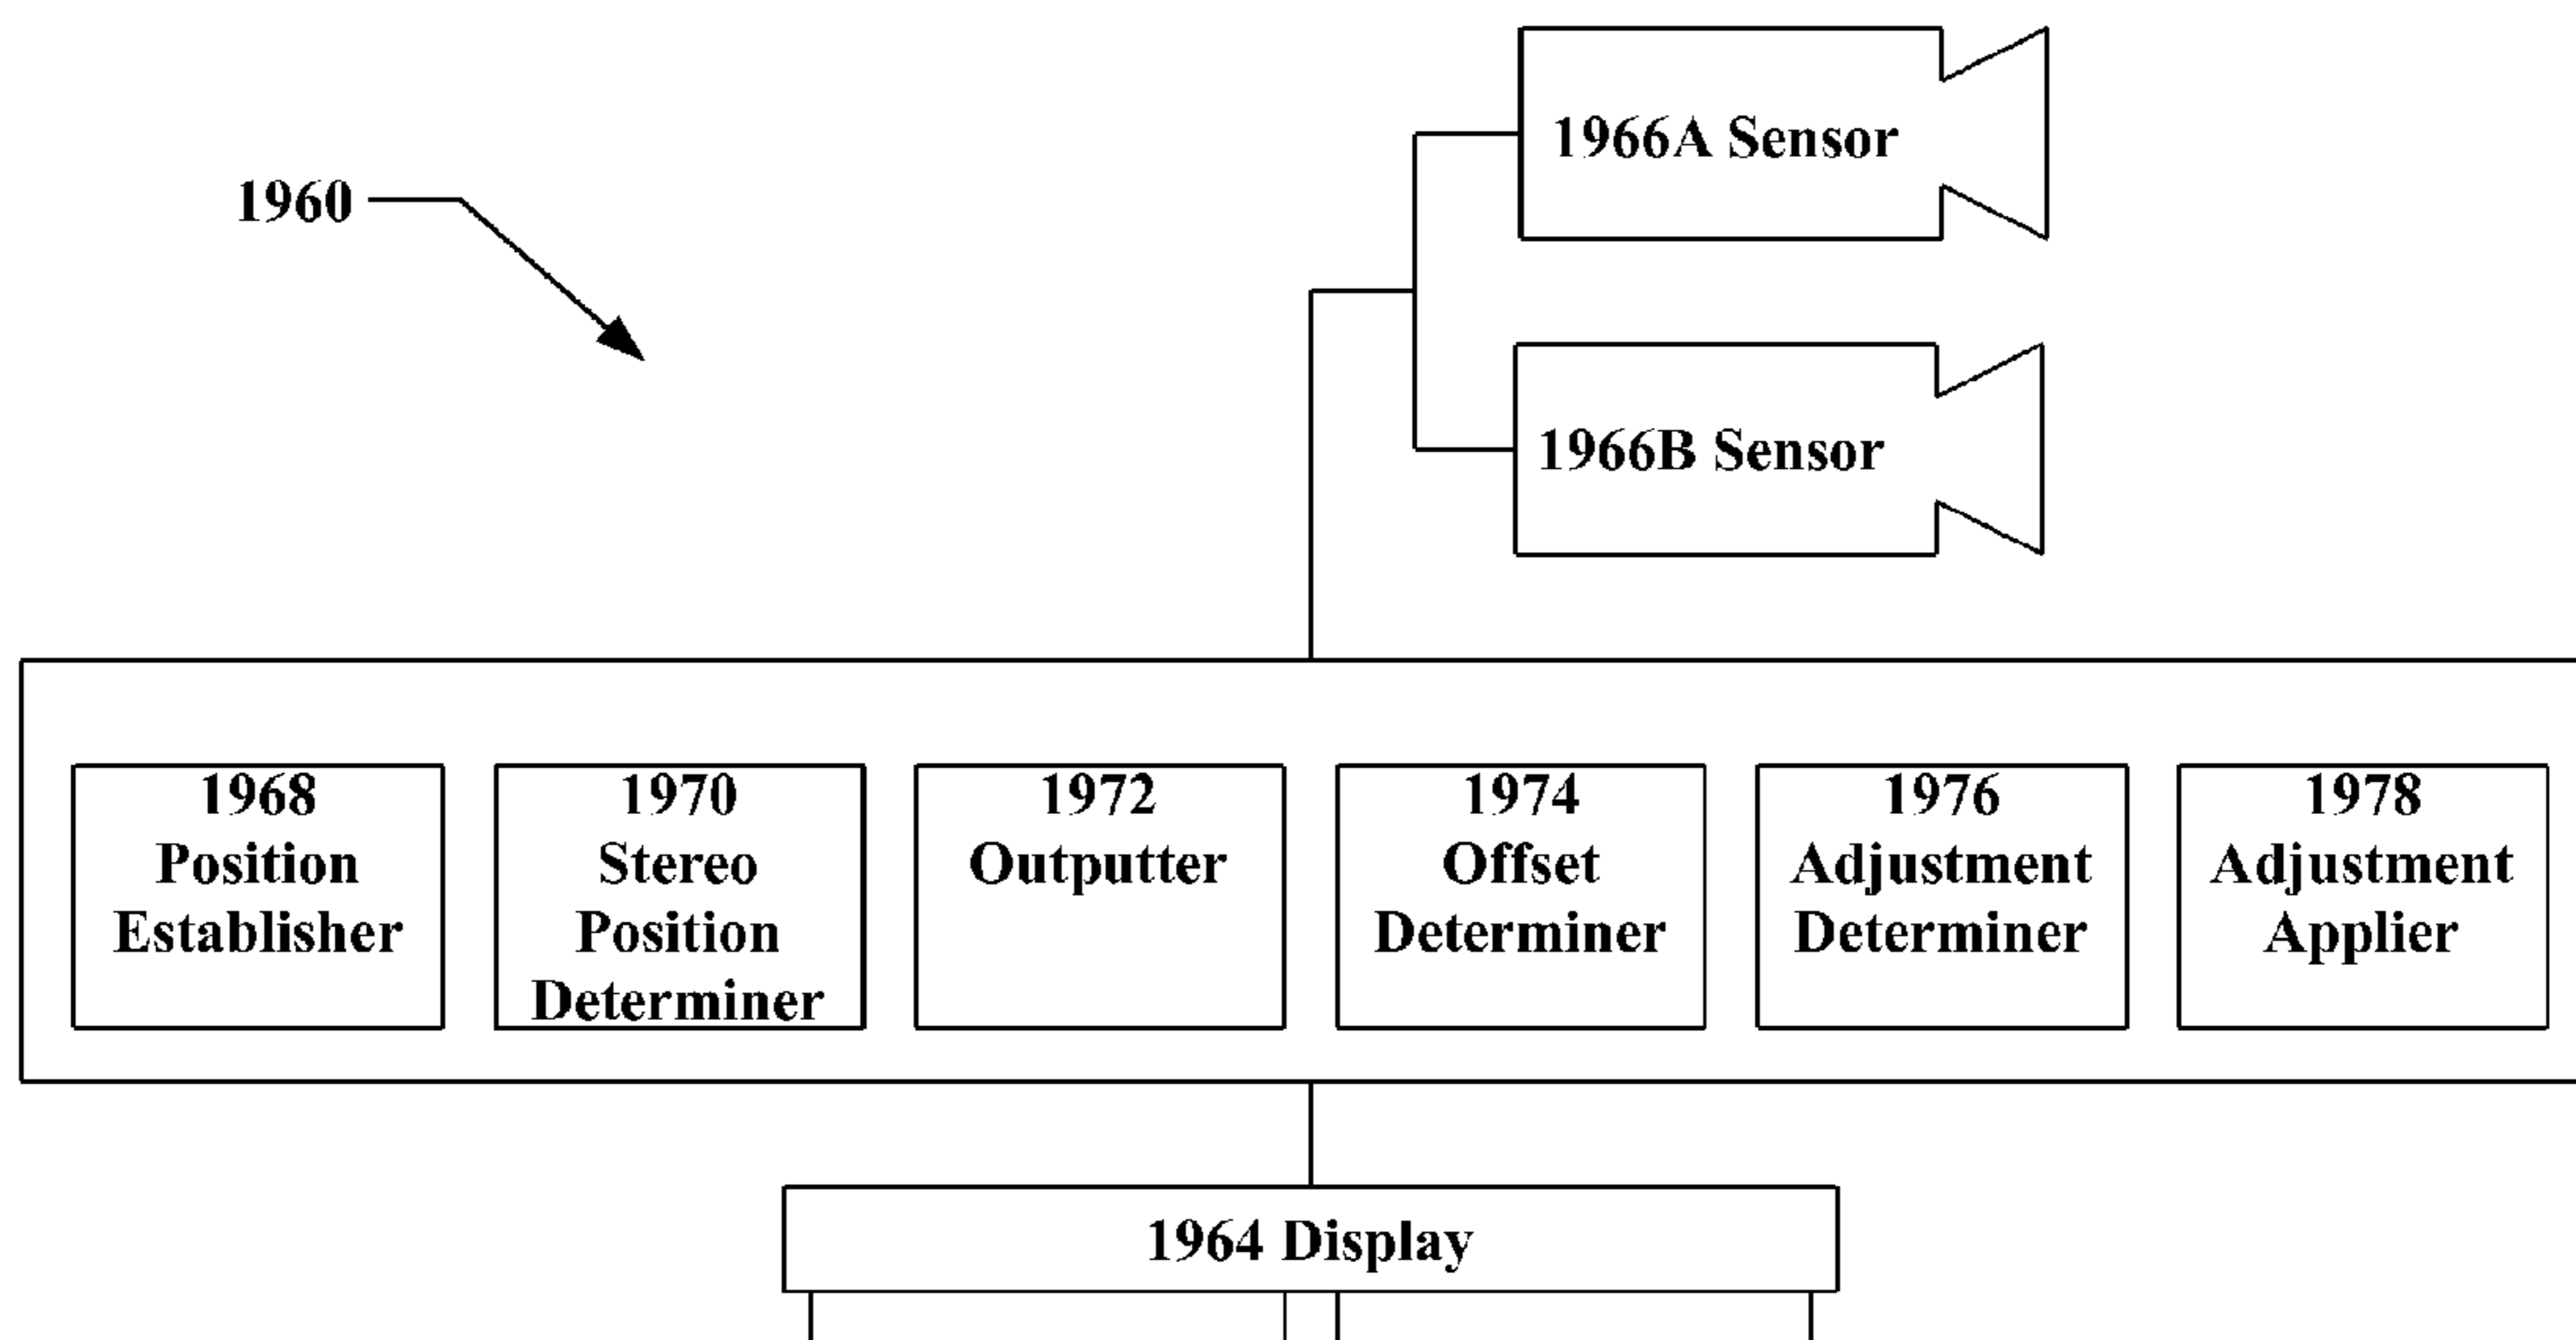 1966A Sensor
1960
1966B Sensor
1968
Position
Establisher
1970
Stereo
Position
Determiner
1972
Outputter
1974
Offset
Determiner
1976
Adjustment
Determiner
1978
Adjustment
Applier
1964 Display